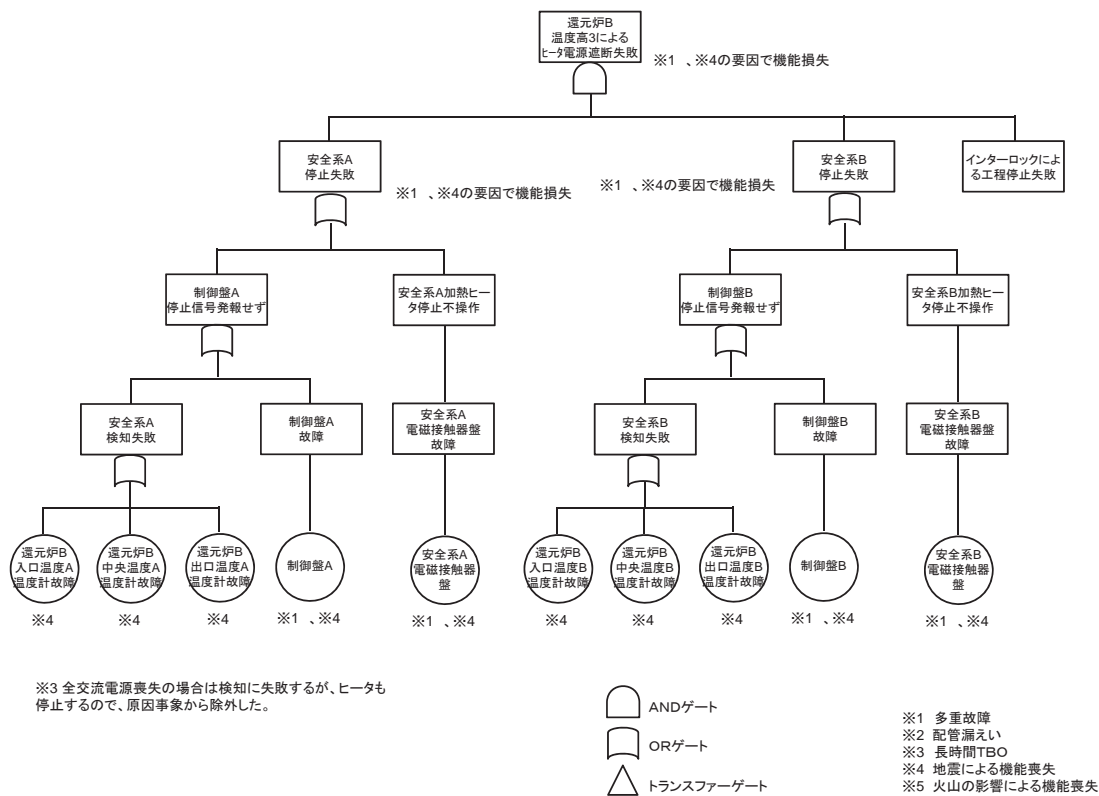 還元炉B
温度高3による
ヒータ電源遮断失敗
※1 、※4の要因で機能損失
安全系A
停止失敗
※1 、※4の要因で機能損失
※1 、※4の要因で機能損失
安全系B
停止失敗
インターロックによ
る工程停止失敗
制御盤A
停止信号発報せず
安全系A加熱ヒー
タ停止不操作
制御盤B
停止信号発報せず
安全系B加熱ヒー
タ停止不操作
安全系A
検知失敗
制御盤A
故障
安全系A
電磁接触器盤
故障
安全系B
検知失敗
制御盤B
故障
安全系B
電磁接触器盤
故障
還元炉B
入口温度A
温度計故障
還元炉B
中央温度A
温度計故障
還元炉B
出口温度A
温度計故障
制御盤A
安全系A
電磁接触器
盤
還元炉B
入口温度B
温度計故障
還元炉B
中央温度B
温度計故障
還元炉B
出口温度B
温度計故障
制御盤B
安全系B
電磁接触器
盤
※4
※4
※4
※1 、※4
※1 、※4
※4
※4
※4
※1 、※4
※1 、※4
※3 全交流電源喪失の場合は検知に失敗するが、ヒータも
停止するので、原因事象から除外した。
ANDゲート
ORゲート
トランスファーゲート
※1 多重故障
※2 配管漏えい
※3 長時間TBO
※4 地震による機能喪失
※5 火山の影響による機能喪失